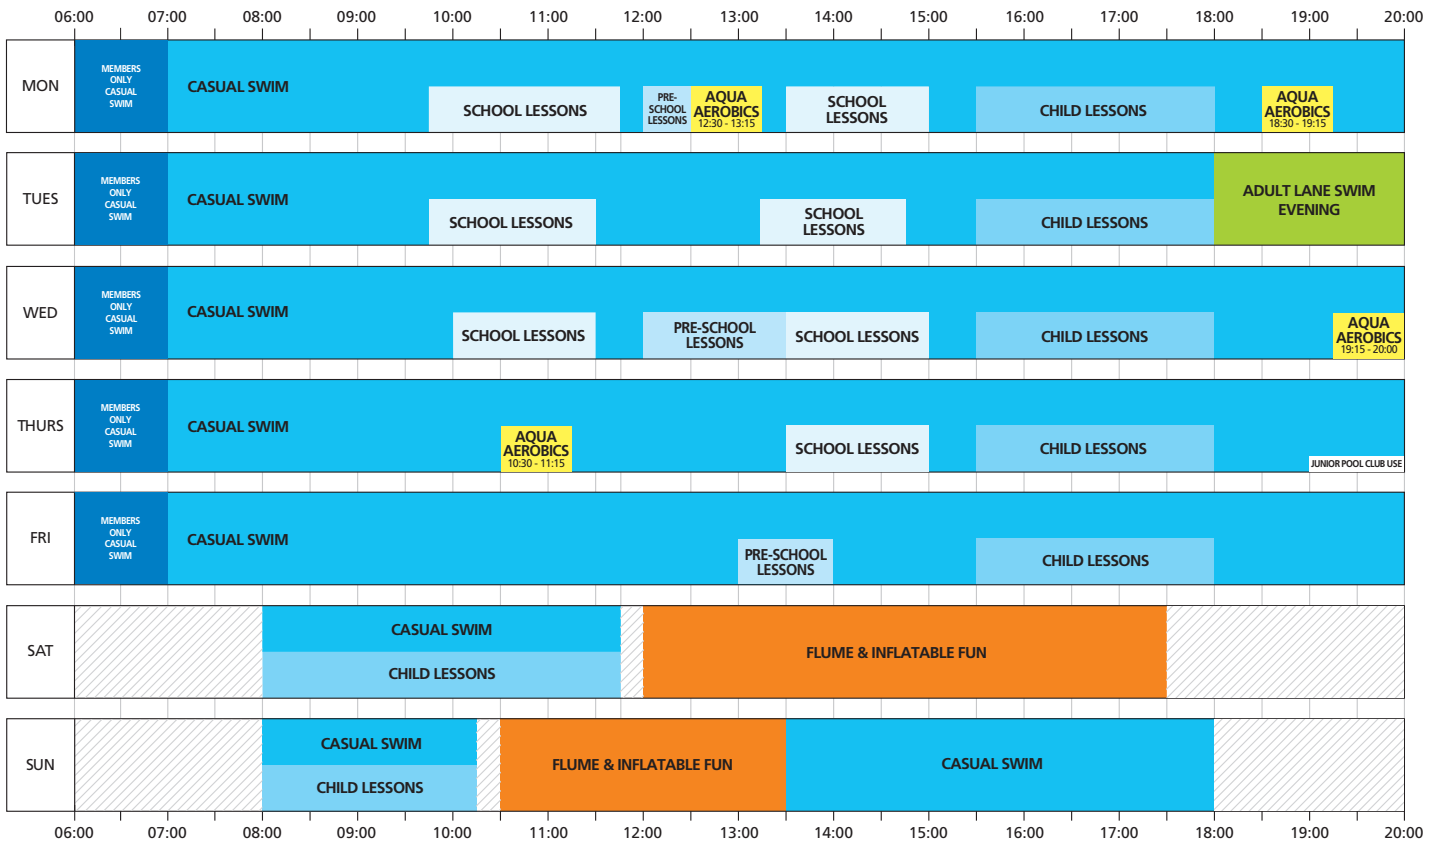 06:00 07:00 08:00 09:00 10:00 11:00 12:00 13:00 14:00 15:00 16:00 17:00 18:00 19:00 20:00
MON
MEMBERS
ONLY
CASUAL
SWIM
CASUAL SWIM
SCHOOL LESSONS
PRE-
SCHOOL
LESSONS
AQUA
AEROBICS
12:30 - 13:15
SCHOOL
LESSONS
CHILD LESSONS
AQUA
AEROBICS
18:30 - 19:15
TUES
MEMBERS
ONLY
CASUAL
SWIM
CASUAL SWIM
SCHOOL LESSONS
SCHOOL
LESSONS
CHILD LESSONS
ADULT LANE SWIM
EVENING
WED
MEMBERS
ONLY
CASUAL
SWIM
CASUAL SWIM
SCHOOL LESSONS
PRE-SCHOOL
LESSONS
SCHOOL LESSONS
CHILD LESSONS
AQUA
AEROBICS
19:15 - 20:00
THURS
MEMBERS
ONLY
CASUAL
SWIM
CASUAL SWIM
AQUA
AEROBICS
10:30 - 11:15
SCHOOL LESSONS
CHILD LESSONS
JUNIOR POOL CLUB USE
FRI
MEMBERS
ONLY
CASUAL
SWIM
CASUAL SWIM
PRE-SCHOOL
LESSONS
CHILD LESSONS
SAT
CASUAL SWIM
CHILD LESSONS
FLUME & INFLATABLE FUN
SUN
CASUAL SWIM
CHILD LESSONS
FLUME & INFLATABLE FUN
CASUAL SWIM
06:00 07:00 08:00 09:00 10:00 11:00 12:00 13:00 14:00 15:00 16:00 17:00 18:00 19:00 20:00